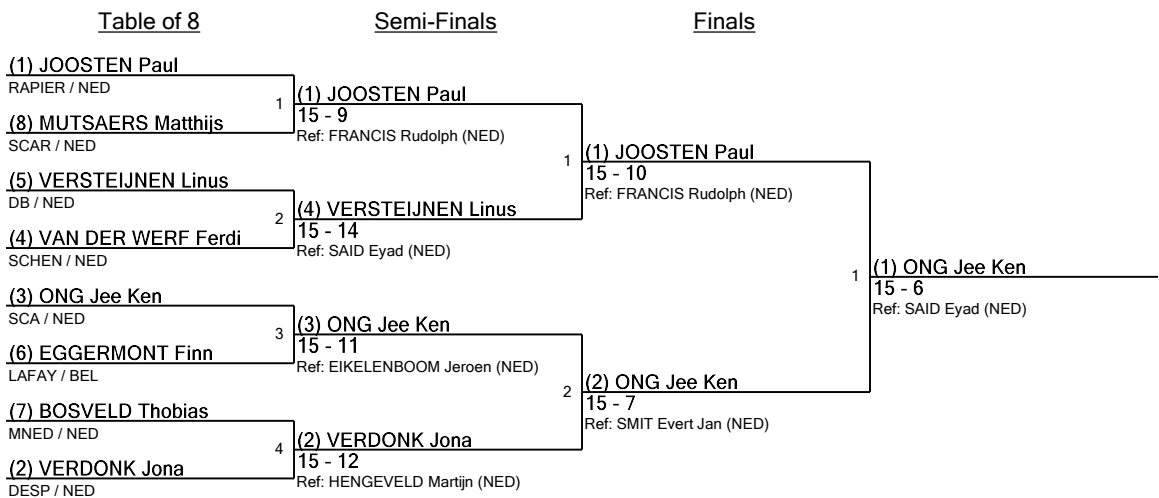 Table of 8
Semi-Finals
Finals
(1) JOOSTEN Paul
RAPIER / NED
1
(8) MUTSAERS Matthijs
SCAR / NED
(5) VERSTEIJNEN Linus
DB / NED
2
(4) VAN DER WERF Ferdi
SCHEN / NED
(3) ONG Jee Ken
SCA / NED
3
(6) EGGERMONT Finn
LAFAY / BEL
(7) BOSVELD Thobias
MNED / NED
4
(2) VERDONK Jona
DESP / NED
(1) JOOSTEN Paul
15 - 9
Ref: FRANCIS Rudolph (NED)
1
(4) VERSTEIJNEN Linus
15 - 14
Ref: SAID Eyad (NED)
(3) ONG Jee Ken
15 - 11
Ref: EIKELENBOOM Jeroen (NED)
2
(2) VERDONK Jona
15 - 12
Ref: HENGEVELD Martijn (NED)
(1) JOOSTEN Paul
15 - 10
Ref: FRANCIS Rudolph (NED)
1
(2) ONG Jee Ken
15 - 7
Ref: SMIT Evert Jan (NED)
(1) ONG Jee Ken
15 - 6
Ref: SAID Eyad (NED)